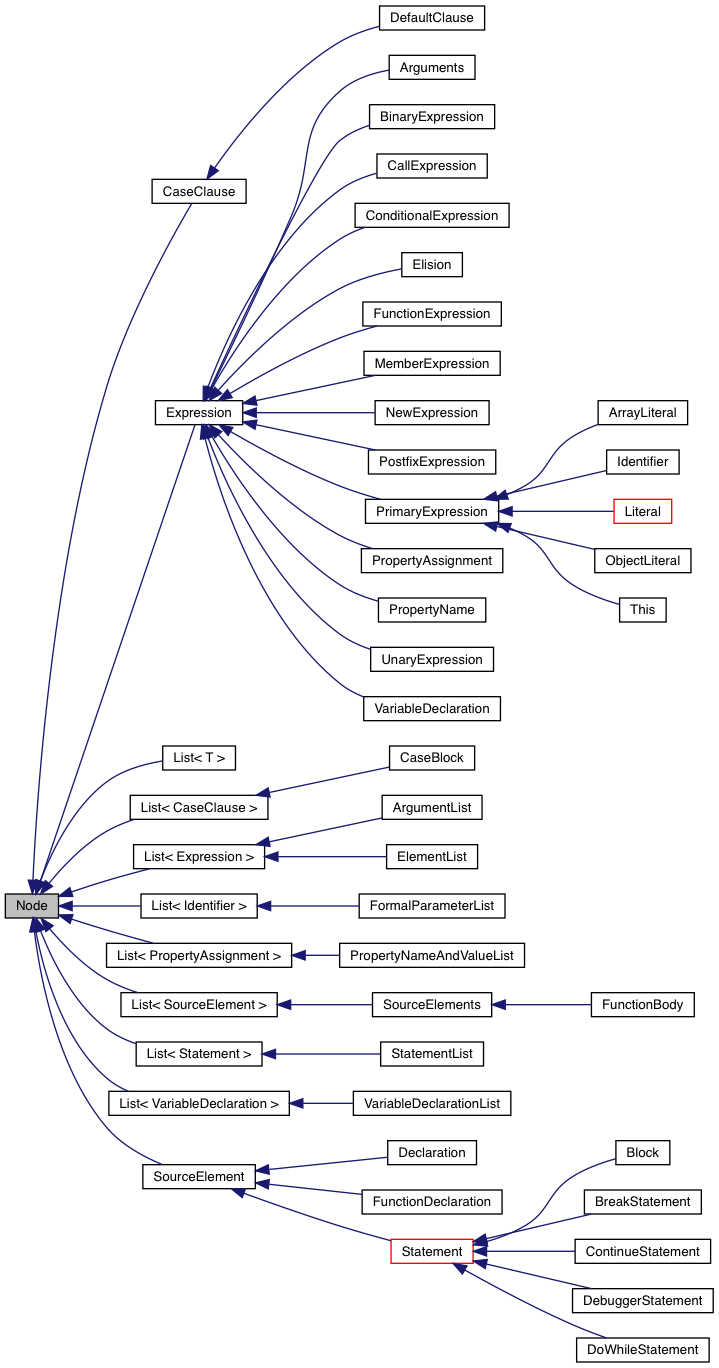 DefaultClause
Arguments
BinaryExpression
CallExpression
CaseClause
ConditionalExpression
Elision
FunctionExpression
MemberExpression
Expression
NewExpression
ArrayLiteral
PostfixExpression
Identifier
PrimaryExpression
Literal
PropertyAssignment
ObjectLiteral
PropertyName
This
UnaryExpression
VariableDeclaration
List< T >
CaseBlock
List< CaseClause >
ArgumentList
List< Expression >
ElementList
Node
List< Identifier >
FormalParameterList
List< PropertyAssignment >
PropertyNameAndValueList
List< SourceElement >
SourceElements
FunctionBody
List< Statement >
StatementList
List< VariableDeclaration >
VariableDeclarationList
Declaration
Block
SourceElement
FunctionDeclaration
BreakStatement
Statement
ContinueStatement
DebuggerStatement
DoWhileStatement